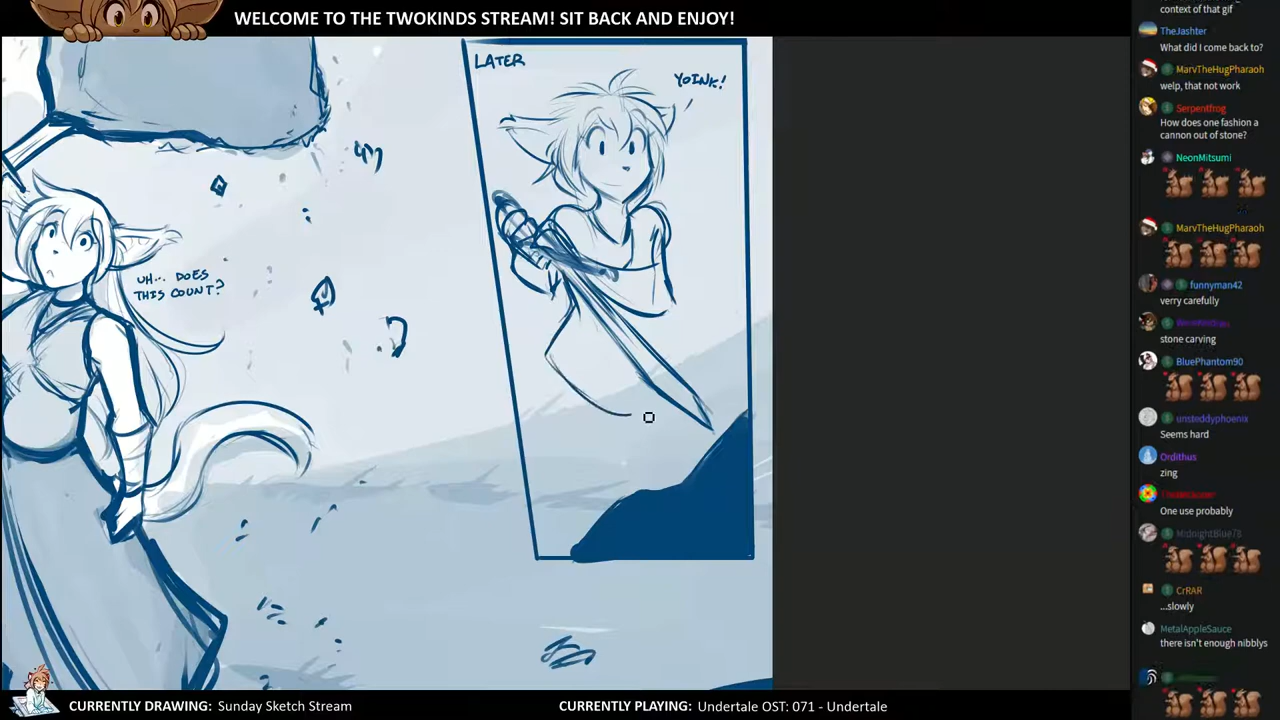 WELCOME TO THE TWOKINDS STREAM! SIT BACK AND ENJOY!
LATER
YOINK!
UH... DOES
THIS COUNT?
context of that gif
TheJashter
What did I come back to?
MarvTheHugPharaoh
welp, that not work
Serpentfrog
How does one fashion a
cannon out of stone?
NeonMitsumi
MarvTheHugPharaoh
funnyman42
verry carefully
stone carving
BluePhantom90
unsteddyphoenix
Seems hard
Ordithus
zing
One use probably
MidnightBlue78
CrRAR
...slowly
MetalAppleSauce
there isn't enough nibblys
CURRENTLY DRAWING: Sunday Sketch Stream
CURRENTLY PLAYING: Undertale OST: 071 - Undertale